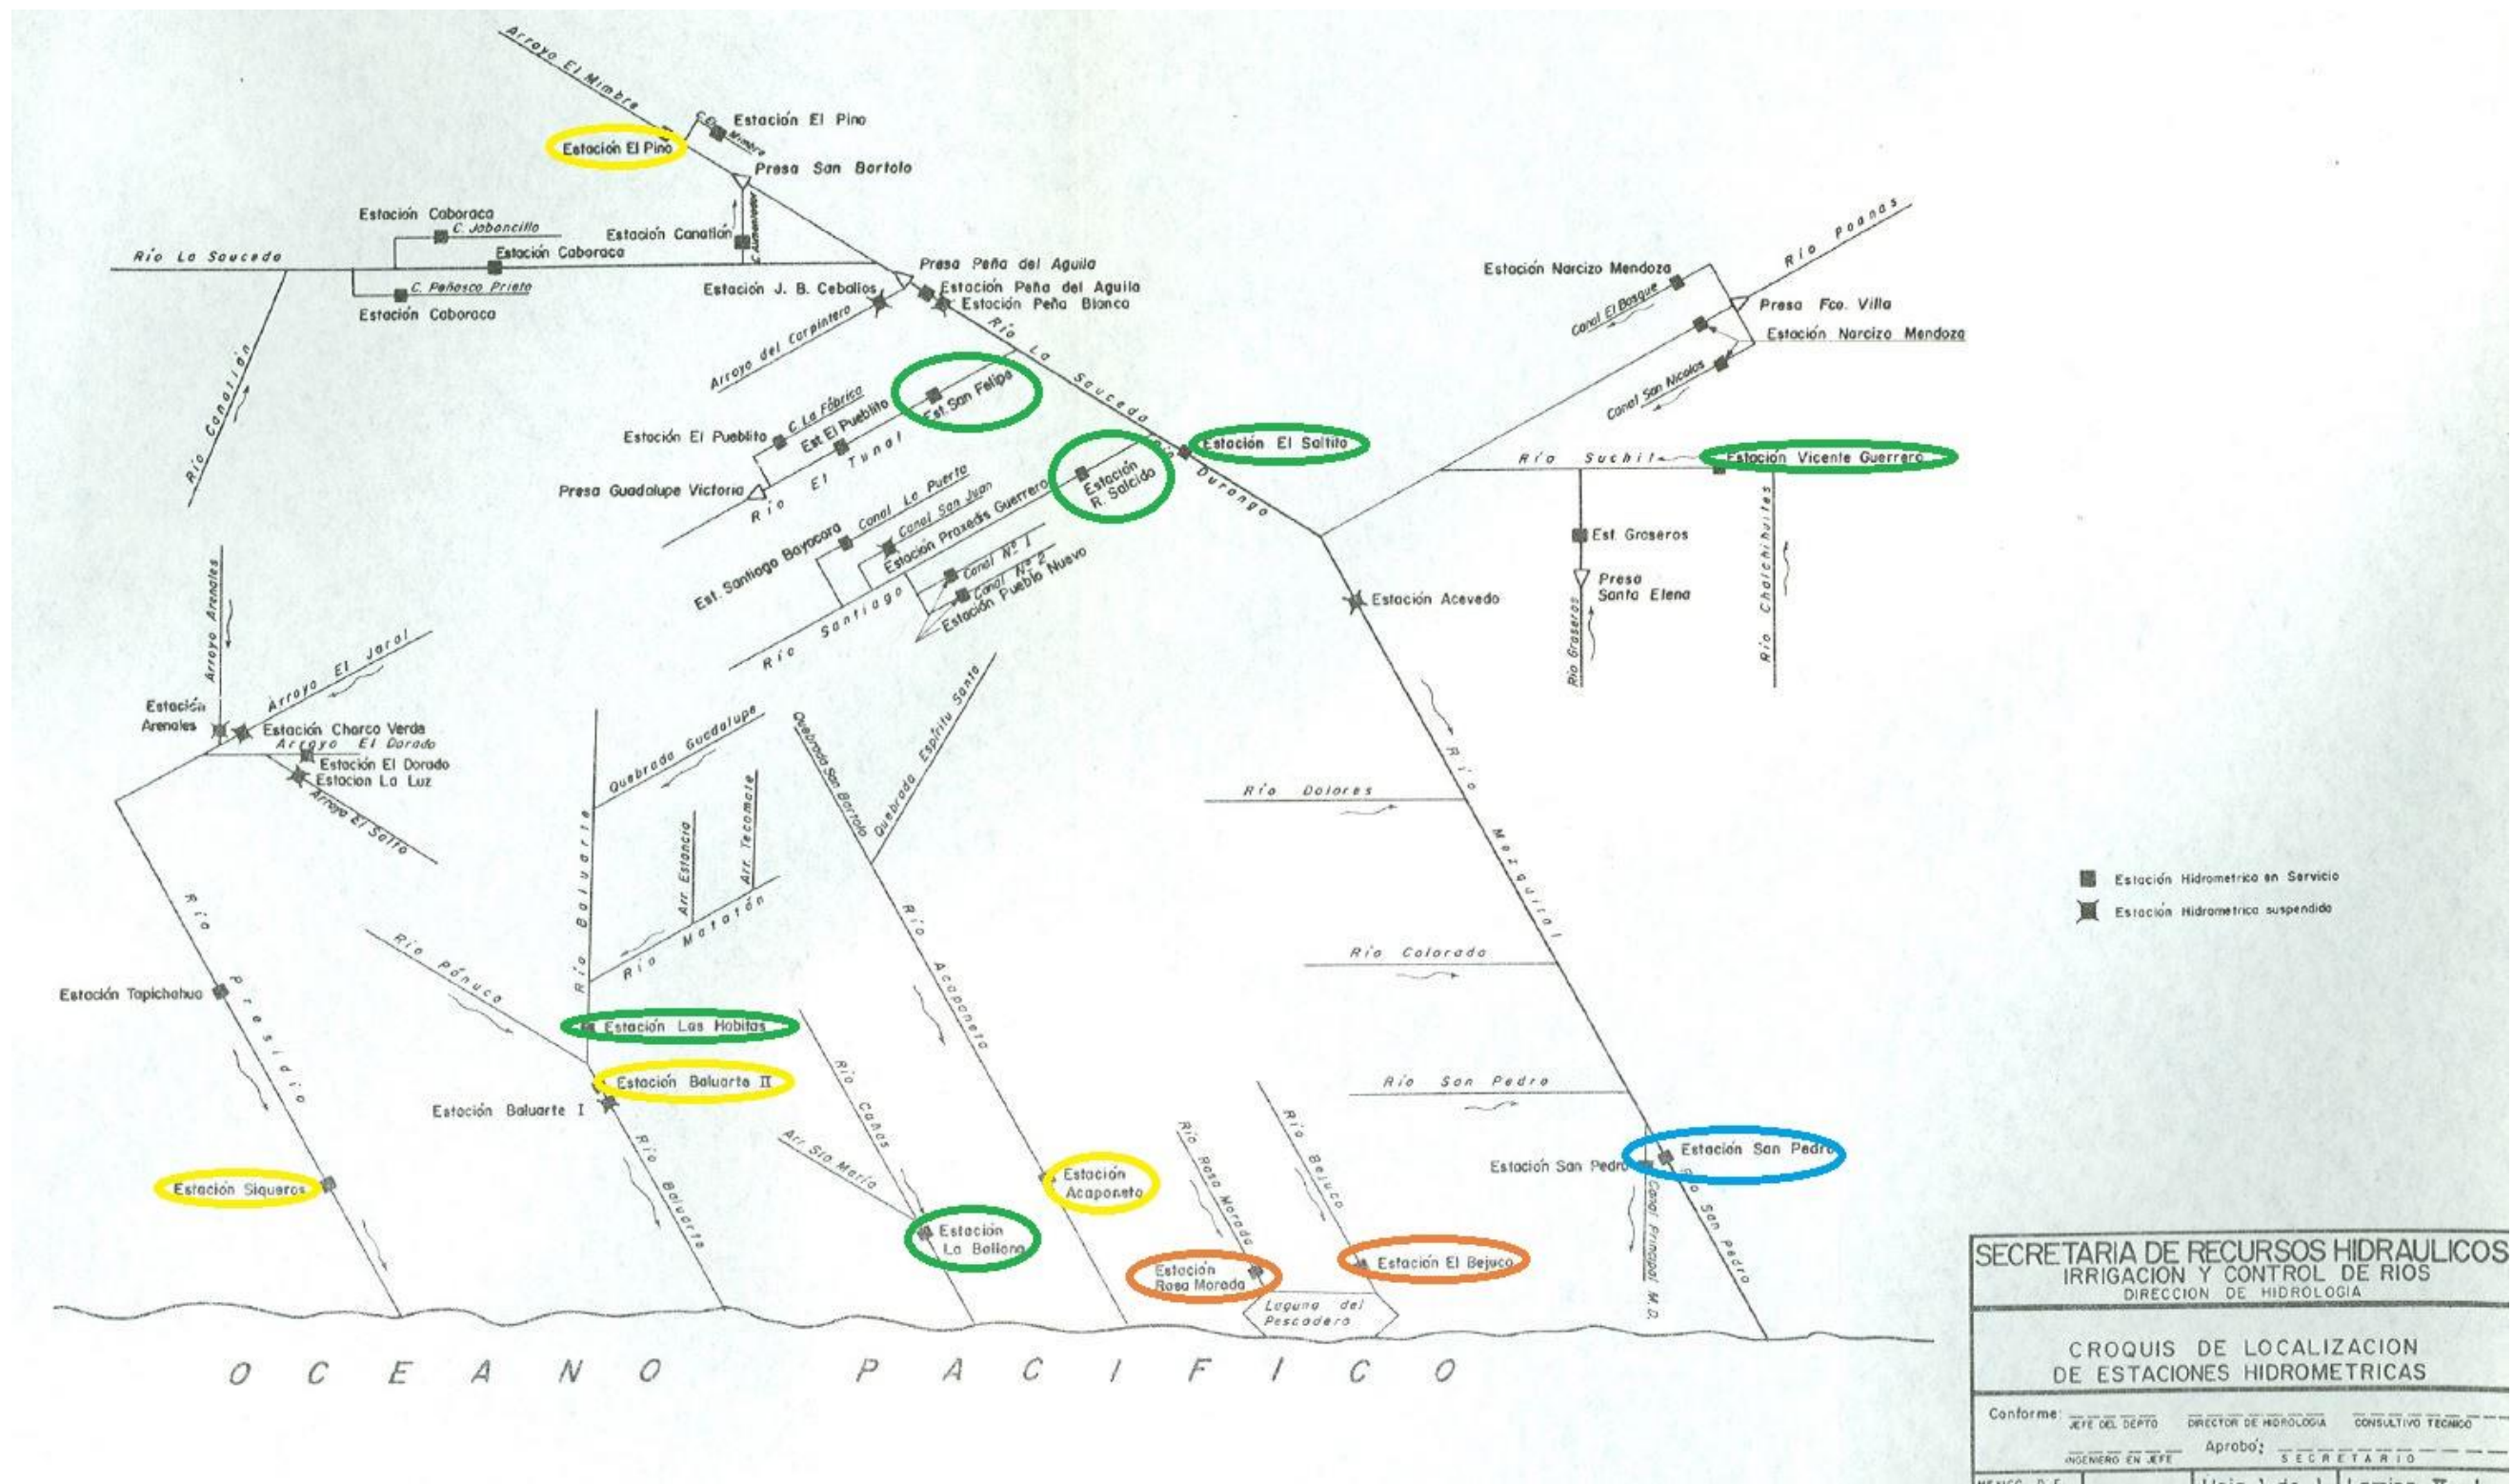 Arroyo El Mimbre
C. El Mimbre
Estación El Pino
Estación El Pino
Presa San Bartolo
Estación Caboraca
C. Jaboncillo
Estación Canatlán
C. Alimentador
Río La Sauceda
Estación Caboraca
C. Peñasco Prieto
Estación Caboraca
Río Canatlán
Presa Peña del Aguila
Estación J. B. Ceballos
Estación Peña del Aguila
Estación Peña Blanca
Arroyo del Carpintero
Río La Sauceda
Río Poanas
Estación Narcizo Mendoza
Canal El Bosque
Presa Fco. Villa
Estación Narcizo Mendoza
Canal San Nicolas
Est. San Felipe
C. La Fábrica
Estación El Pueblito
Est. El Pueblito
Río El Tunal
Presa Guadalupe Victoria
Estación El Saltito
Río Durango
Estación
R. Salcido
Río Suchil
Estación Vicente Guerrero
Canal La Puerta
Canal San Juan
Est. Santiago Bayacora
Estación Praxedis Guerrero
Canal Nº 1
Canal Nº 2
Estación Pueblo Nuevo
Río Santiago
Est. Graseros
Presa
Santa Elena
Río Graseros
Río Chalchihuites
Estación Acevedo
Arroyo Arenales
Arroyo El Jaral
Estación
Arenales
Estación Charco Verde
Arroyo El Dorado
Estación El Dorado
Estacion La Luz
Arroyo El Salto
Quebrada Guadalupe
Quebrada San Bartolo
Quebrada Espíritu Santo
Río Baluarte
Arr. Estancia
Arr. Tecomate
Río Matatán
Río Dolores
Río Mezquital
Río Presidio
Río Pánuco
Río Acaponeta
Río Colorado
Estación Tapichahua
Estación Las Habitas
Estación Baluarte II
Estación Baluarte I
Río Cañas
Arr. Sta María
Río Baluarte
Río San Pedro
Estación Siqueros
Estación
Acaponeta
Río Rosa Morada
Río Bejuco
Estación San Pedro
Estación San Pedro
Canal Principal M.D.
Río San Pedro
Estación
La Ballona
Estación
Rosa Morada
Estación El Bejuco
Laguna del
Pescadero
OCEANO PACIFICO
Estación Hidrometrica en Servicio
Estación Hidrometrica suspendida
SECRETARIA DE RECURSOS HIDRAULICOS
IRRIGACION Y CONTROL DE RIOS
DIRECCION DE HIDROLOGIA
CROQUIS DE LOCALIZACION
DE ESTACIONES HIDROMETRICAS
Conforme:
JEFE DEL DEPTO DIRECTOR DE HIDROLOGIA CONSULTIVO TECNICO
INGENIERO EN JEFE Aprobó: SECRETARIO